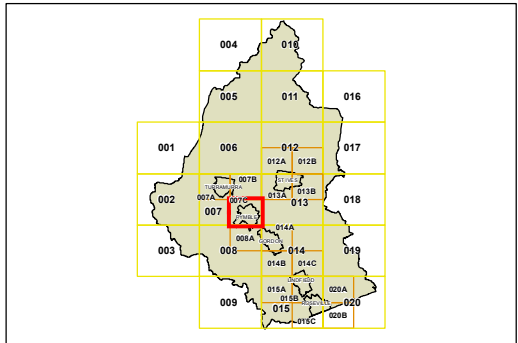 004 010
005 011 016
001 006 012 017
012A 012B
007B
TURRAMURRA ST.IVES
002 007A 007C 013A 013B 018
007 PYMBLE 013
014A
008A GORDON
003 008 014 019
014B 014C
LINDFIELD
015A 020A
015B ROSEVILLE
009 015 020
015C 020B